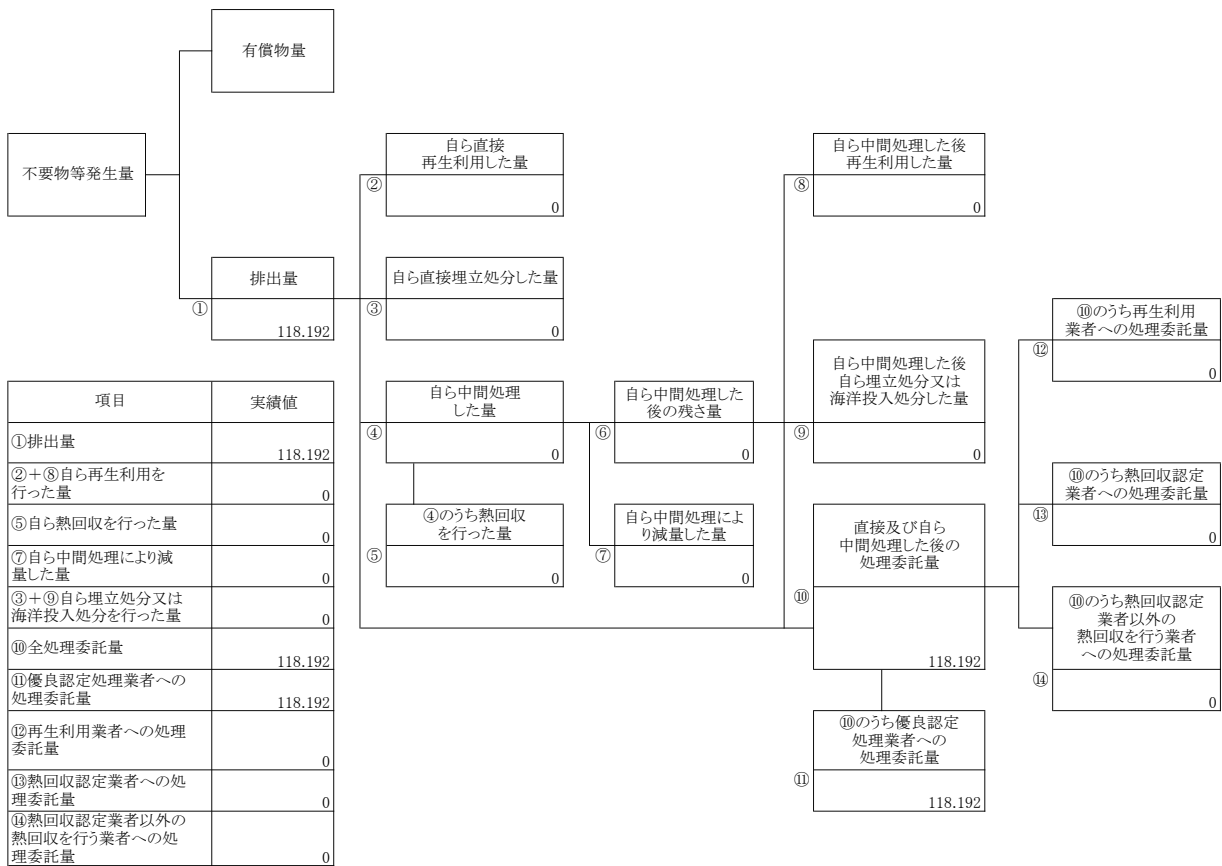 有償物量
不要物等発生量
自ら直接
再生利用した量
②
0
自ら中間処理した後
再生利用した量
⑧
0
排出量
①
118.192
自ら直接埋立処分した量
③
0
⑩のうち再生利用
業者への処理委託量
⑫
0
自ら中間処理
した量
④
0
自ら中間処理した
後の残さ量
⑥
0
自ら中間処理した後
自ら埋立処分又は
海洋投入処分した量
⑨
0
⑩のうち熱回収認定
業者への処理委託量
⑬
0
④のうち熱回収
を行った量
⑤
0
自ら中間処理によ
り減量した量
⑦
0
直接及び自ら
中間処理した後の
処理委託量
⑩
118.192
⑩のうち熱回収認定
業者以外の
熱回収を行う業者
への処理委託量
⑭
0
⑩のうち優良認定
処理業者への
処理委託量
⑪
118.192
項目 実績値
①排出量 118.192
②+⑧自ら再生利用を
行った量 0
⑤自ら熱回収を行った量 0
⑦自ら中間処理により減
量した量 0
③+⑨自ら埋立処分又は
海洋投入処分を行った量 0
⑩全処理委託量 118.192
⑪優良認定処理業者への
処理委託量 118.192
⑫再生利用業者への処理
委託量 0
⑬熱回収認定業者への処
理委託量 0
⑭熱回収認定業者以外の
熱回収を行う業者への処
理委託量 0